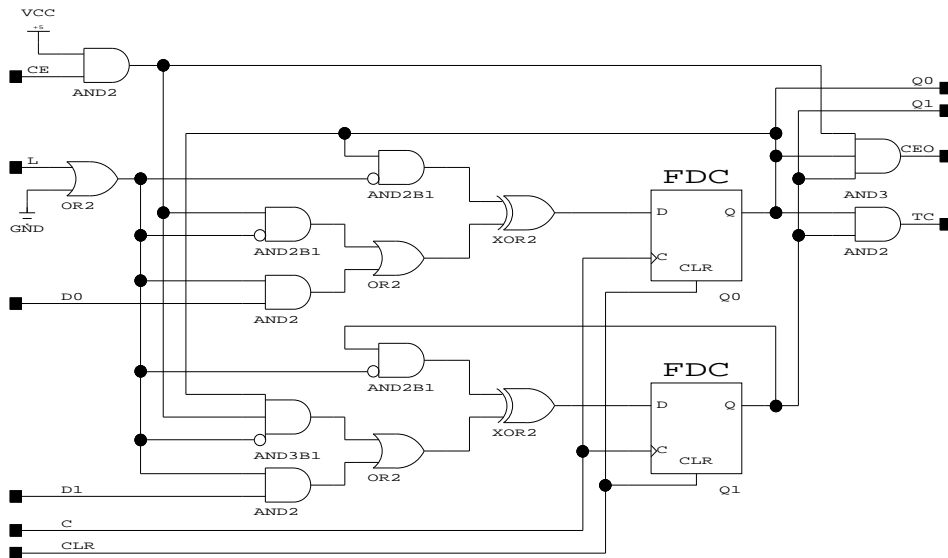 VCC
+5
CE
AND2
Q0
Q1
L
OR2
GND
AND2B1
FDC
CEO
AND3
D
Q
XOR2
TC
AND2B1
AND2
C
OR2
CLR
D0
Q0
AND2
FDC
AND2B1
D
Q
XOR2
C
AND3B1
CLR
OR2
D1
Q1
AND2
C
CLR